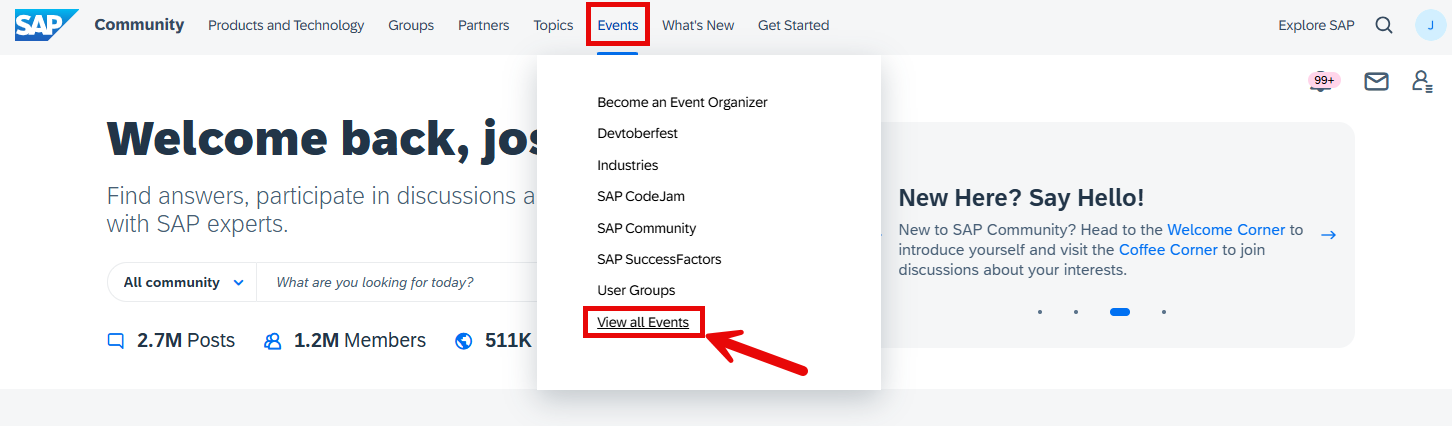 SAP Community Products and Technology Groups Partners Topics Events What's New Get Started Explore SAP J
99+
Become an Event Organizer
Devtoberfest
Industries
SAP CodeJam
SAP Community
SAP SuccessFactors
User Groups
View all Events
Welcome back, jos
Find answers, participate in discussions a
with SAP experts.
All community What are you looking for today?
2.7M Posts 1.2M Members 511K
New Here? Say Hello!
New to SAP Community? Head to the Welcome Corner to
introduce yourself and visit the Coffee Corner to join
discussions about your interests.